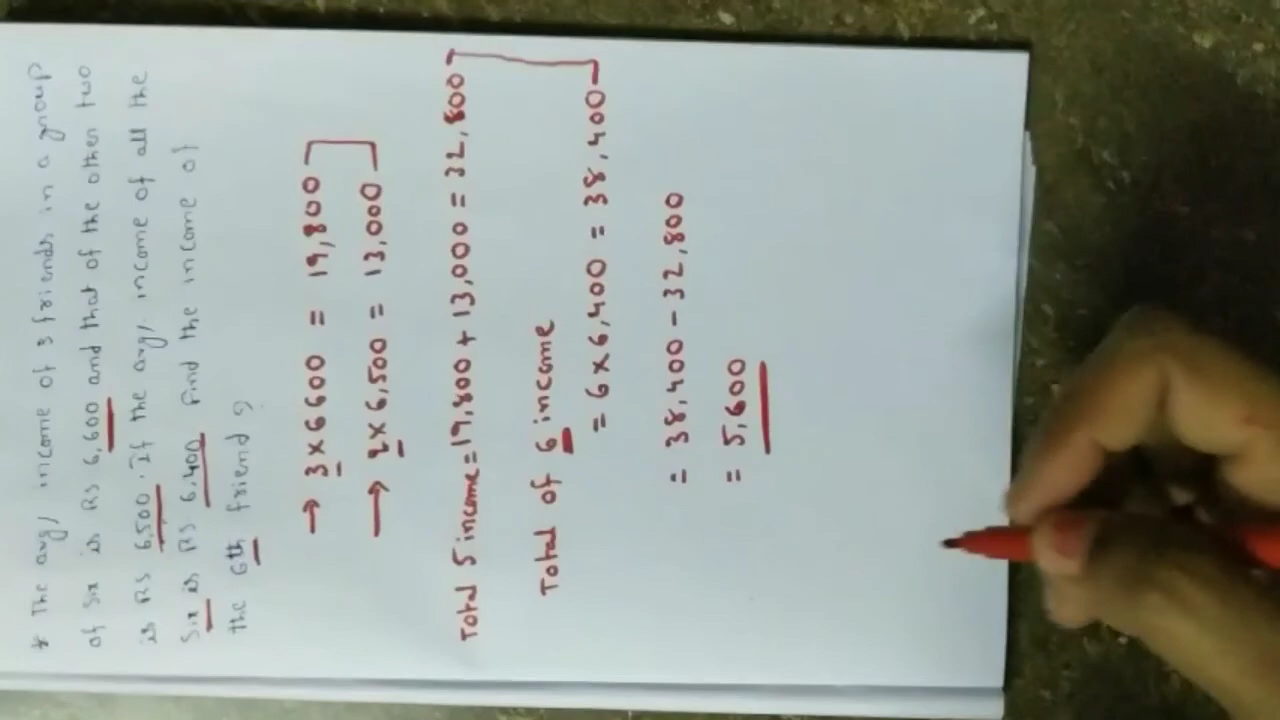 * The avg/ income of 3 friends in a group
of six is RS 6,600 and that of the other two
is RS 6,500. If the avg/. income of all the
six is RS 6,400 Find the income of
the 6th friend ?
→ 3 × 6600 = 19,800
→ 2 × 6,500 = 13,000
Total 5 income = 19,800 + 13,000 = 32,800
Total of 6 income
= 6 × 6,400 = 38,400
= 38,400 - 32,800
= 5,600